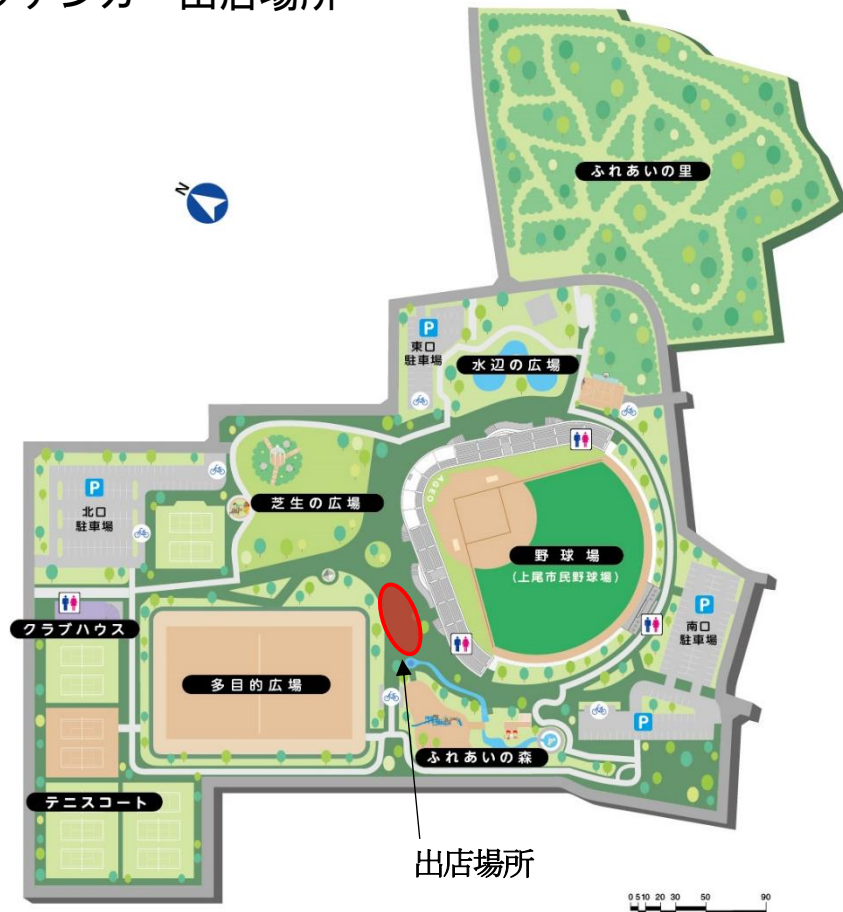 出店場所
N
ふれあいの里
P
東口
駐車場
水辺の広場
AGEO
P
北口
駐車場
芝生の広場
野球場
(上尾市民野球場)
P
南口
駐車場
クラブハウス
多目的広場
P
ふれあいの森
テニスコート
出店場所
0 5 10 20 30 50 90